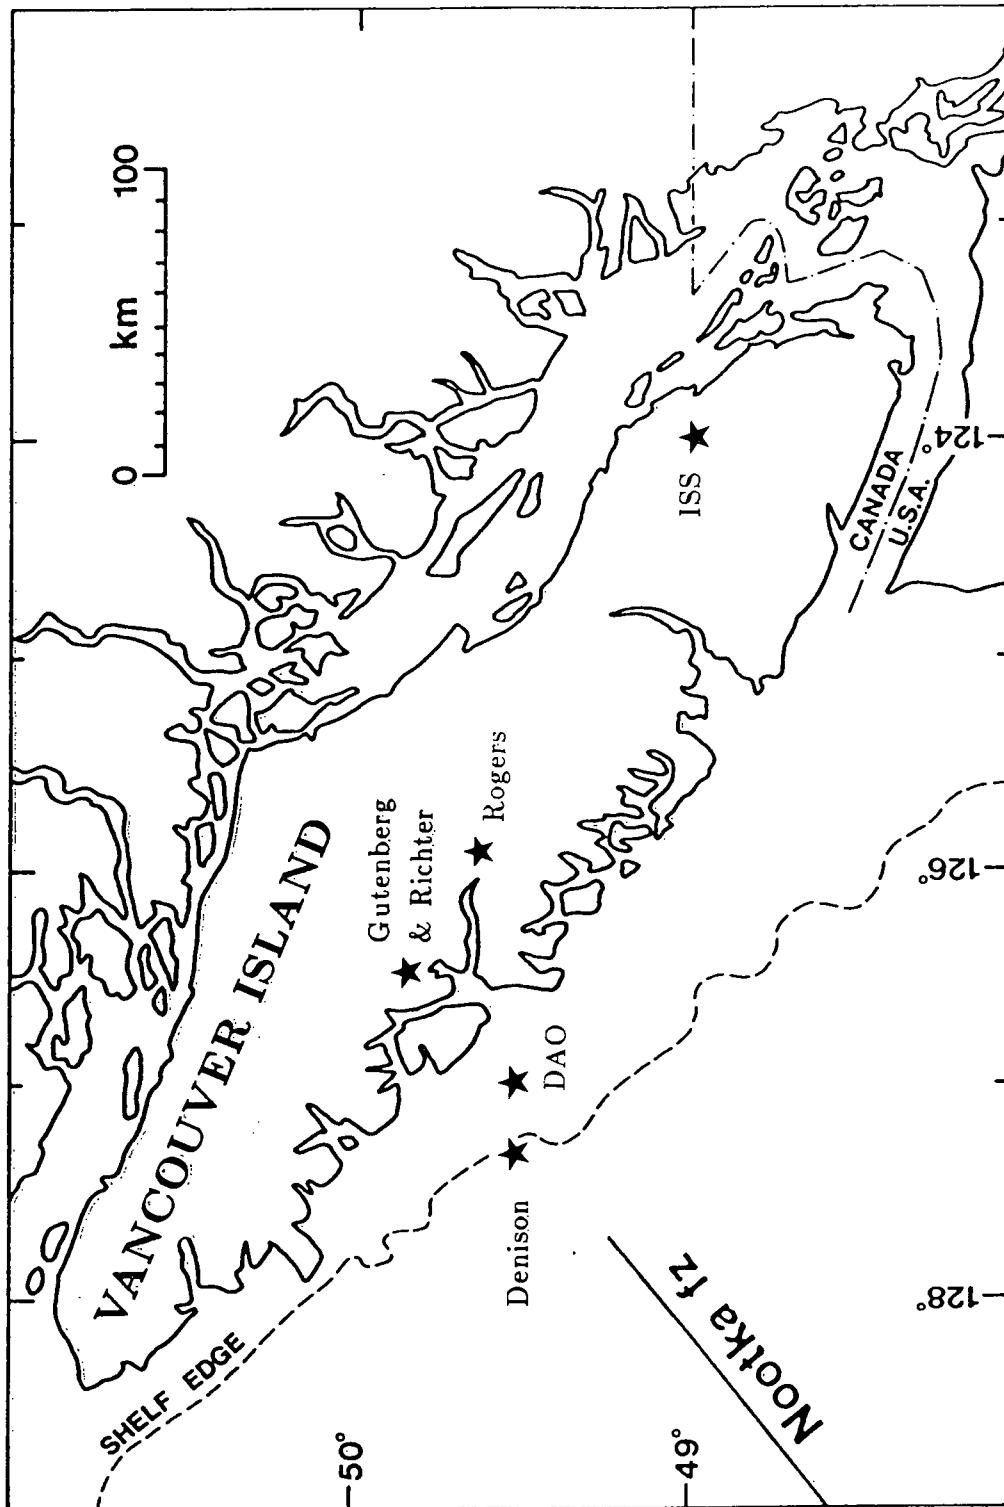 0 km 100
VANCOUVER ISLAND
Gutenberg
& Richter
Rogers
ISS
DAO
Denison
SHELF EDGE
CANADA
U.S.A.
Nootka fz
50°
49°
128°
126°
124°